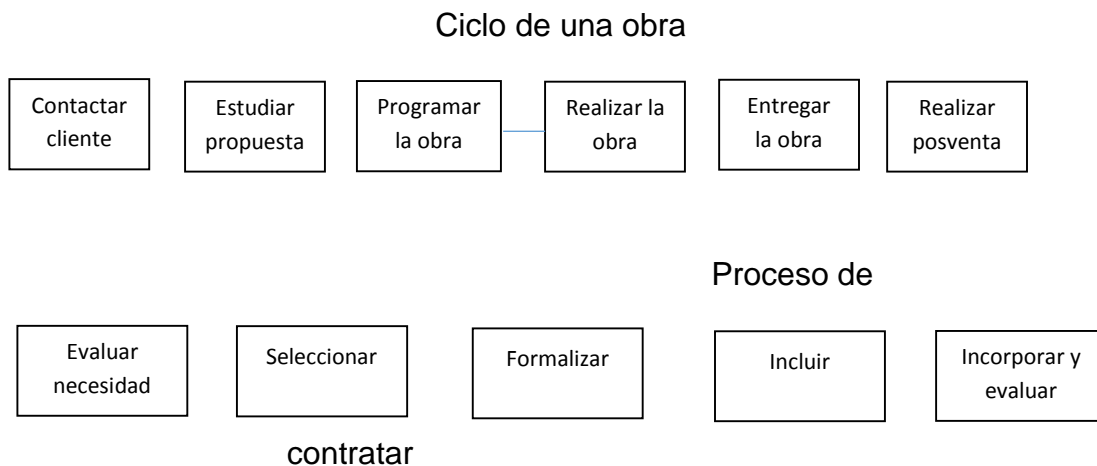 Ciclo de una obra
Contactar
cliente
Estudiar
propuesta
Programar
la obra
Realizar la
obra
Entregar
la obra
Realizar
posventa
Proceso de
Evaluar
necesidad
Seleccionar
Formalizar
Incluir
Incorporar y
evaluar
contratar